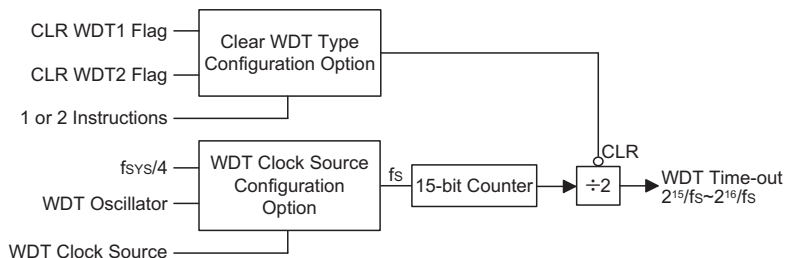 CLR WDT1 Flag
CLR WDT2 Flag
1 or 2 Instructions
Clear WDT Type
Configuration Option
fSYS/4
WDT Oscillator
WDT Clock Source
WDT Clock Source
Configuration
Option
fS
15-bit Counter
CLR
÷2
WDT Time-out
2¹⁵/fS~2¹⁶/fS